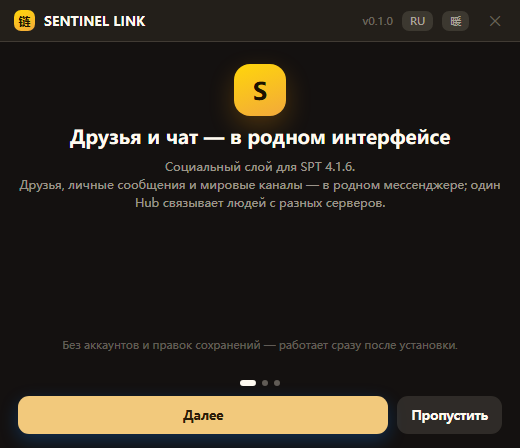 链 SENTINEL LINK v0.1.0 RU 暖
S
Друзья и чат — в родном интерфейсе
Социальный слой для SPT 4.1.6.
Друзья, личные сообщения и мировые каналы — в родном мессенджере; один
Hub связывает людей с разных серверов.
Без аккаунтов и правок сохранений — работает сразу после установки.
Далее Пропустить